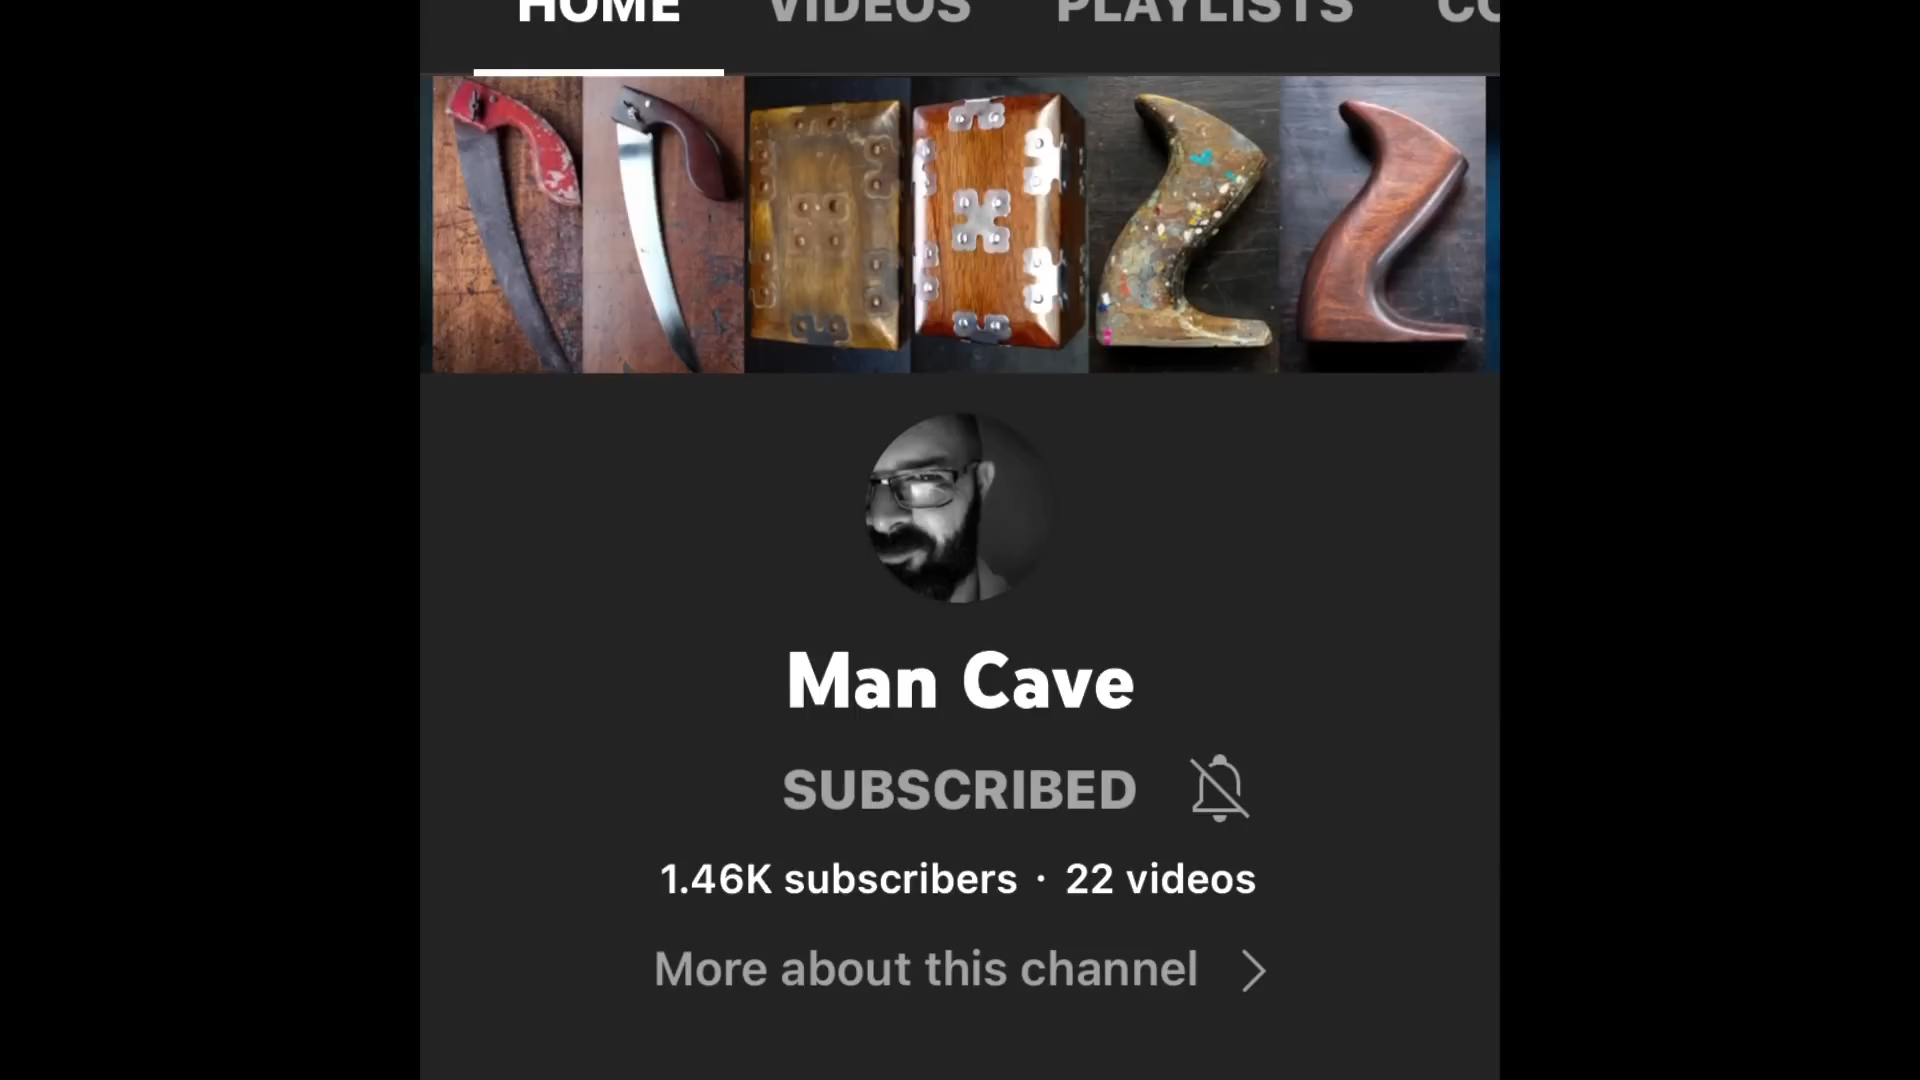 HOME VIDEOS PLAYLISTS
Man Cave
SUBSCRIBED
1.46K subscribers · 22 videos
More about this channel